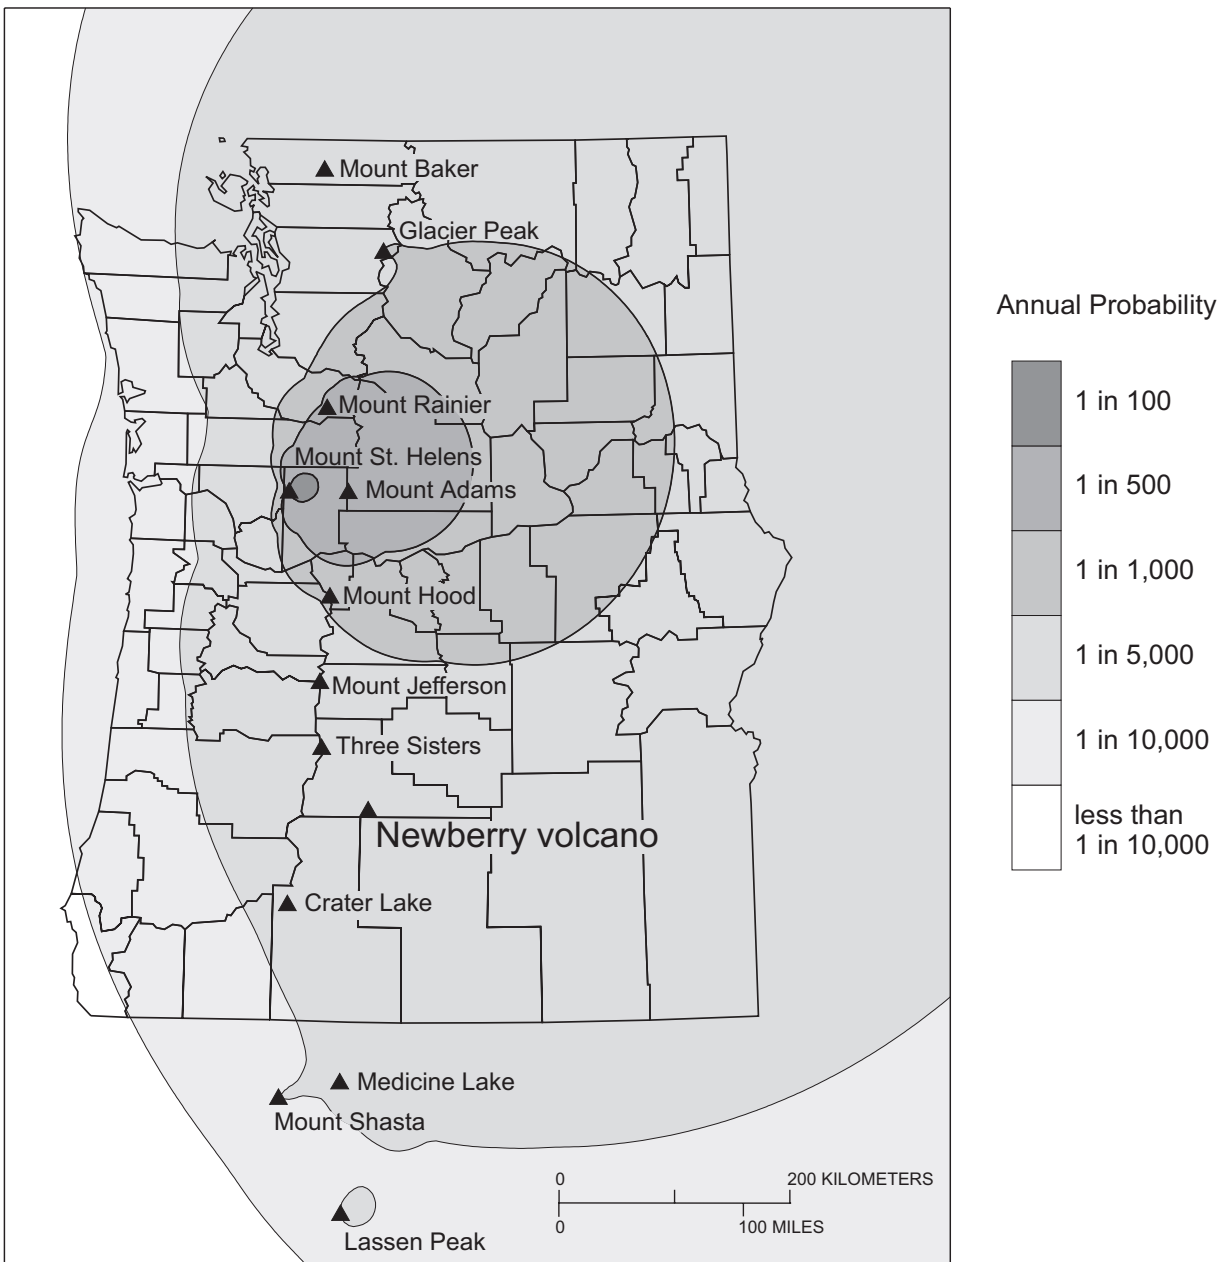 Mount Baker
Glacier Peak
Annual Probability
1 in 100
Mount Rainier
Mount St. Helens
1 in 500
Mount Adams
1 in 1,000
Mount Hood
1 in 5,000
Mount Jefferson
1 in 10,000
Three Sisters
less than
1 in 10,000
Newberry volcano
Crater Lake
Medicine Lake
Mount Shasta
0 200 KILOMETERS
0 100 MILES
Lassen Peak